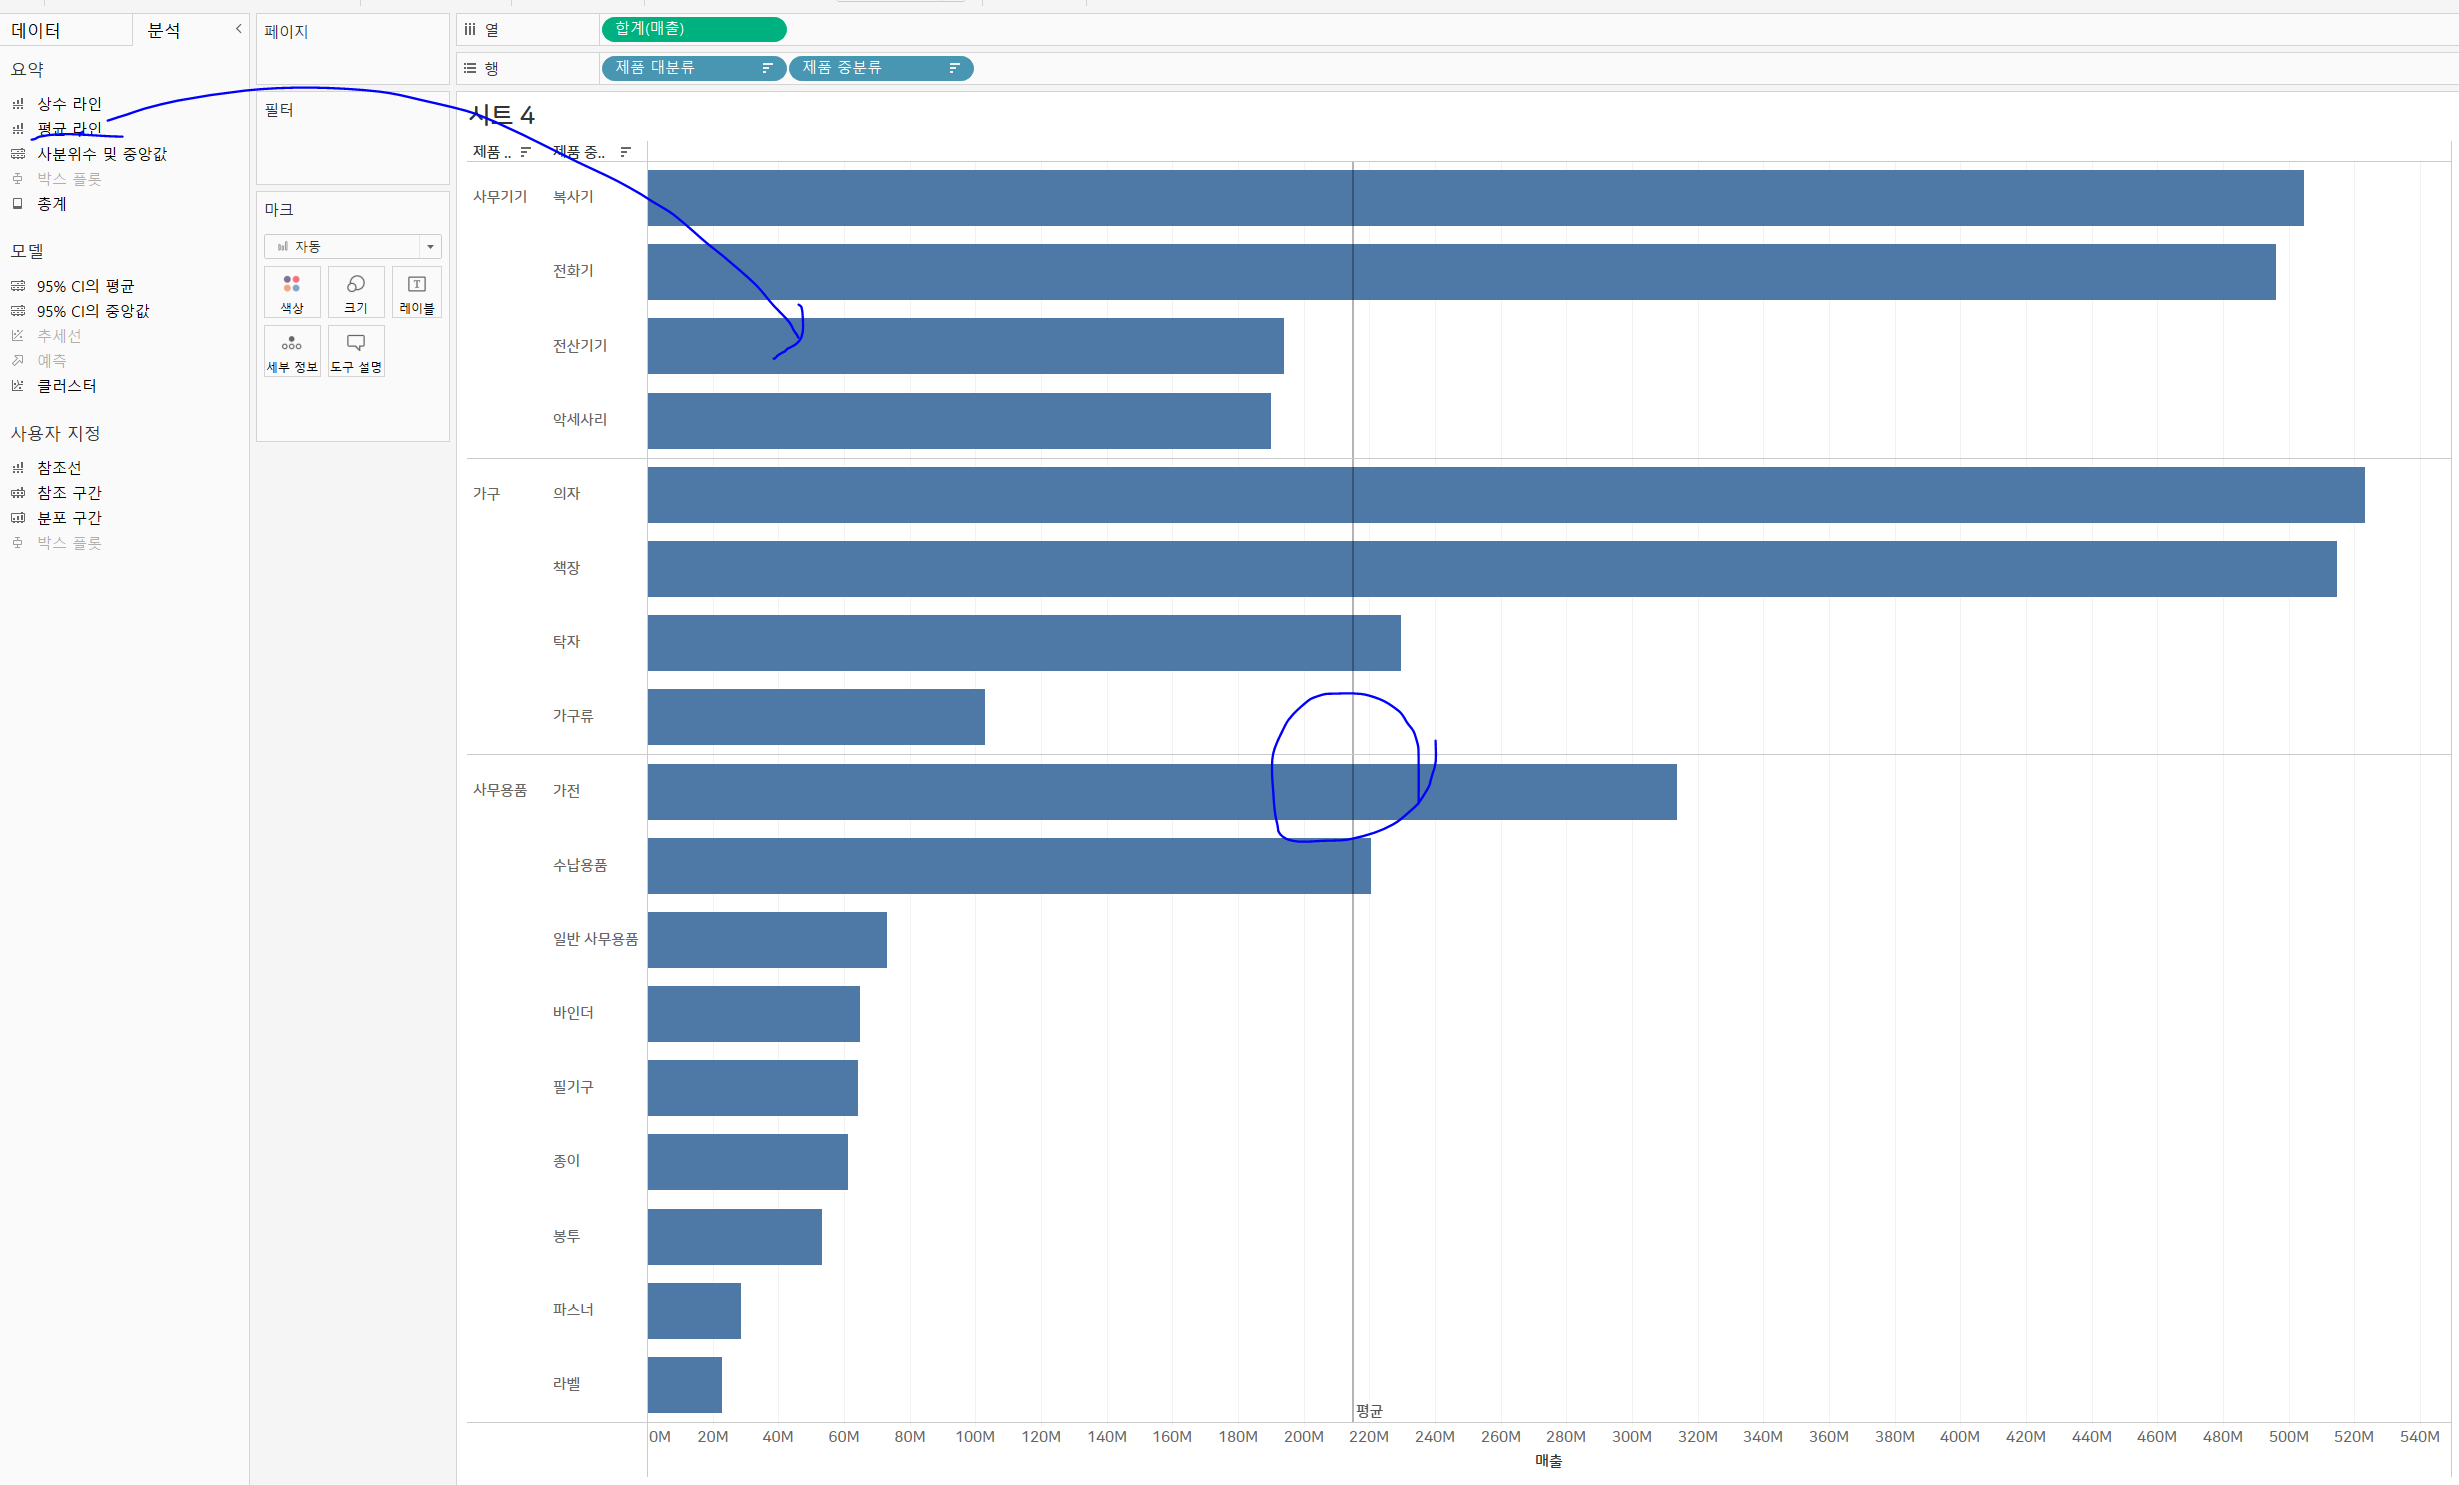 데이터
분석
요약
상수 라인
평균 라인
사분위수 및 중앙값
박스 플롯
총계
모델
95% CI의 평균
95% CI의 중앙값
추세선
예측
클러스터
사용자 지정
참조선
참조 구간
분포 구간
박스 플롯
페이지
필터
마크
자동
색상
크기
레이블
세부 정보
도구 설명
열
합계(매출)
행
제품 대분류
제품 중분류
시트 4
제품 ..
제품 중..
사무기기
복사기
전화기
전산기기
악세사리
가구
의자
책장
탁자
가구류
사무용품
가전
수납용품
일반 사무용품
바인더
필기구
종이
봉투
파스너
라벨
평균
0M 20M 40M 60M 80M 100M 120M 140M 160M 180M 200M 220M 240M 260M 280M 300M 320M 340M 360M 380M 400M 420M 440M 460M 480M 500M 520M 540M
매출